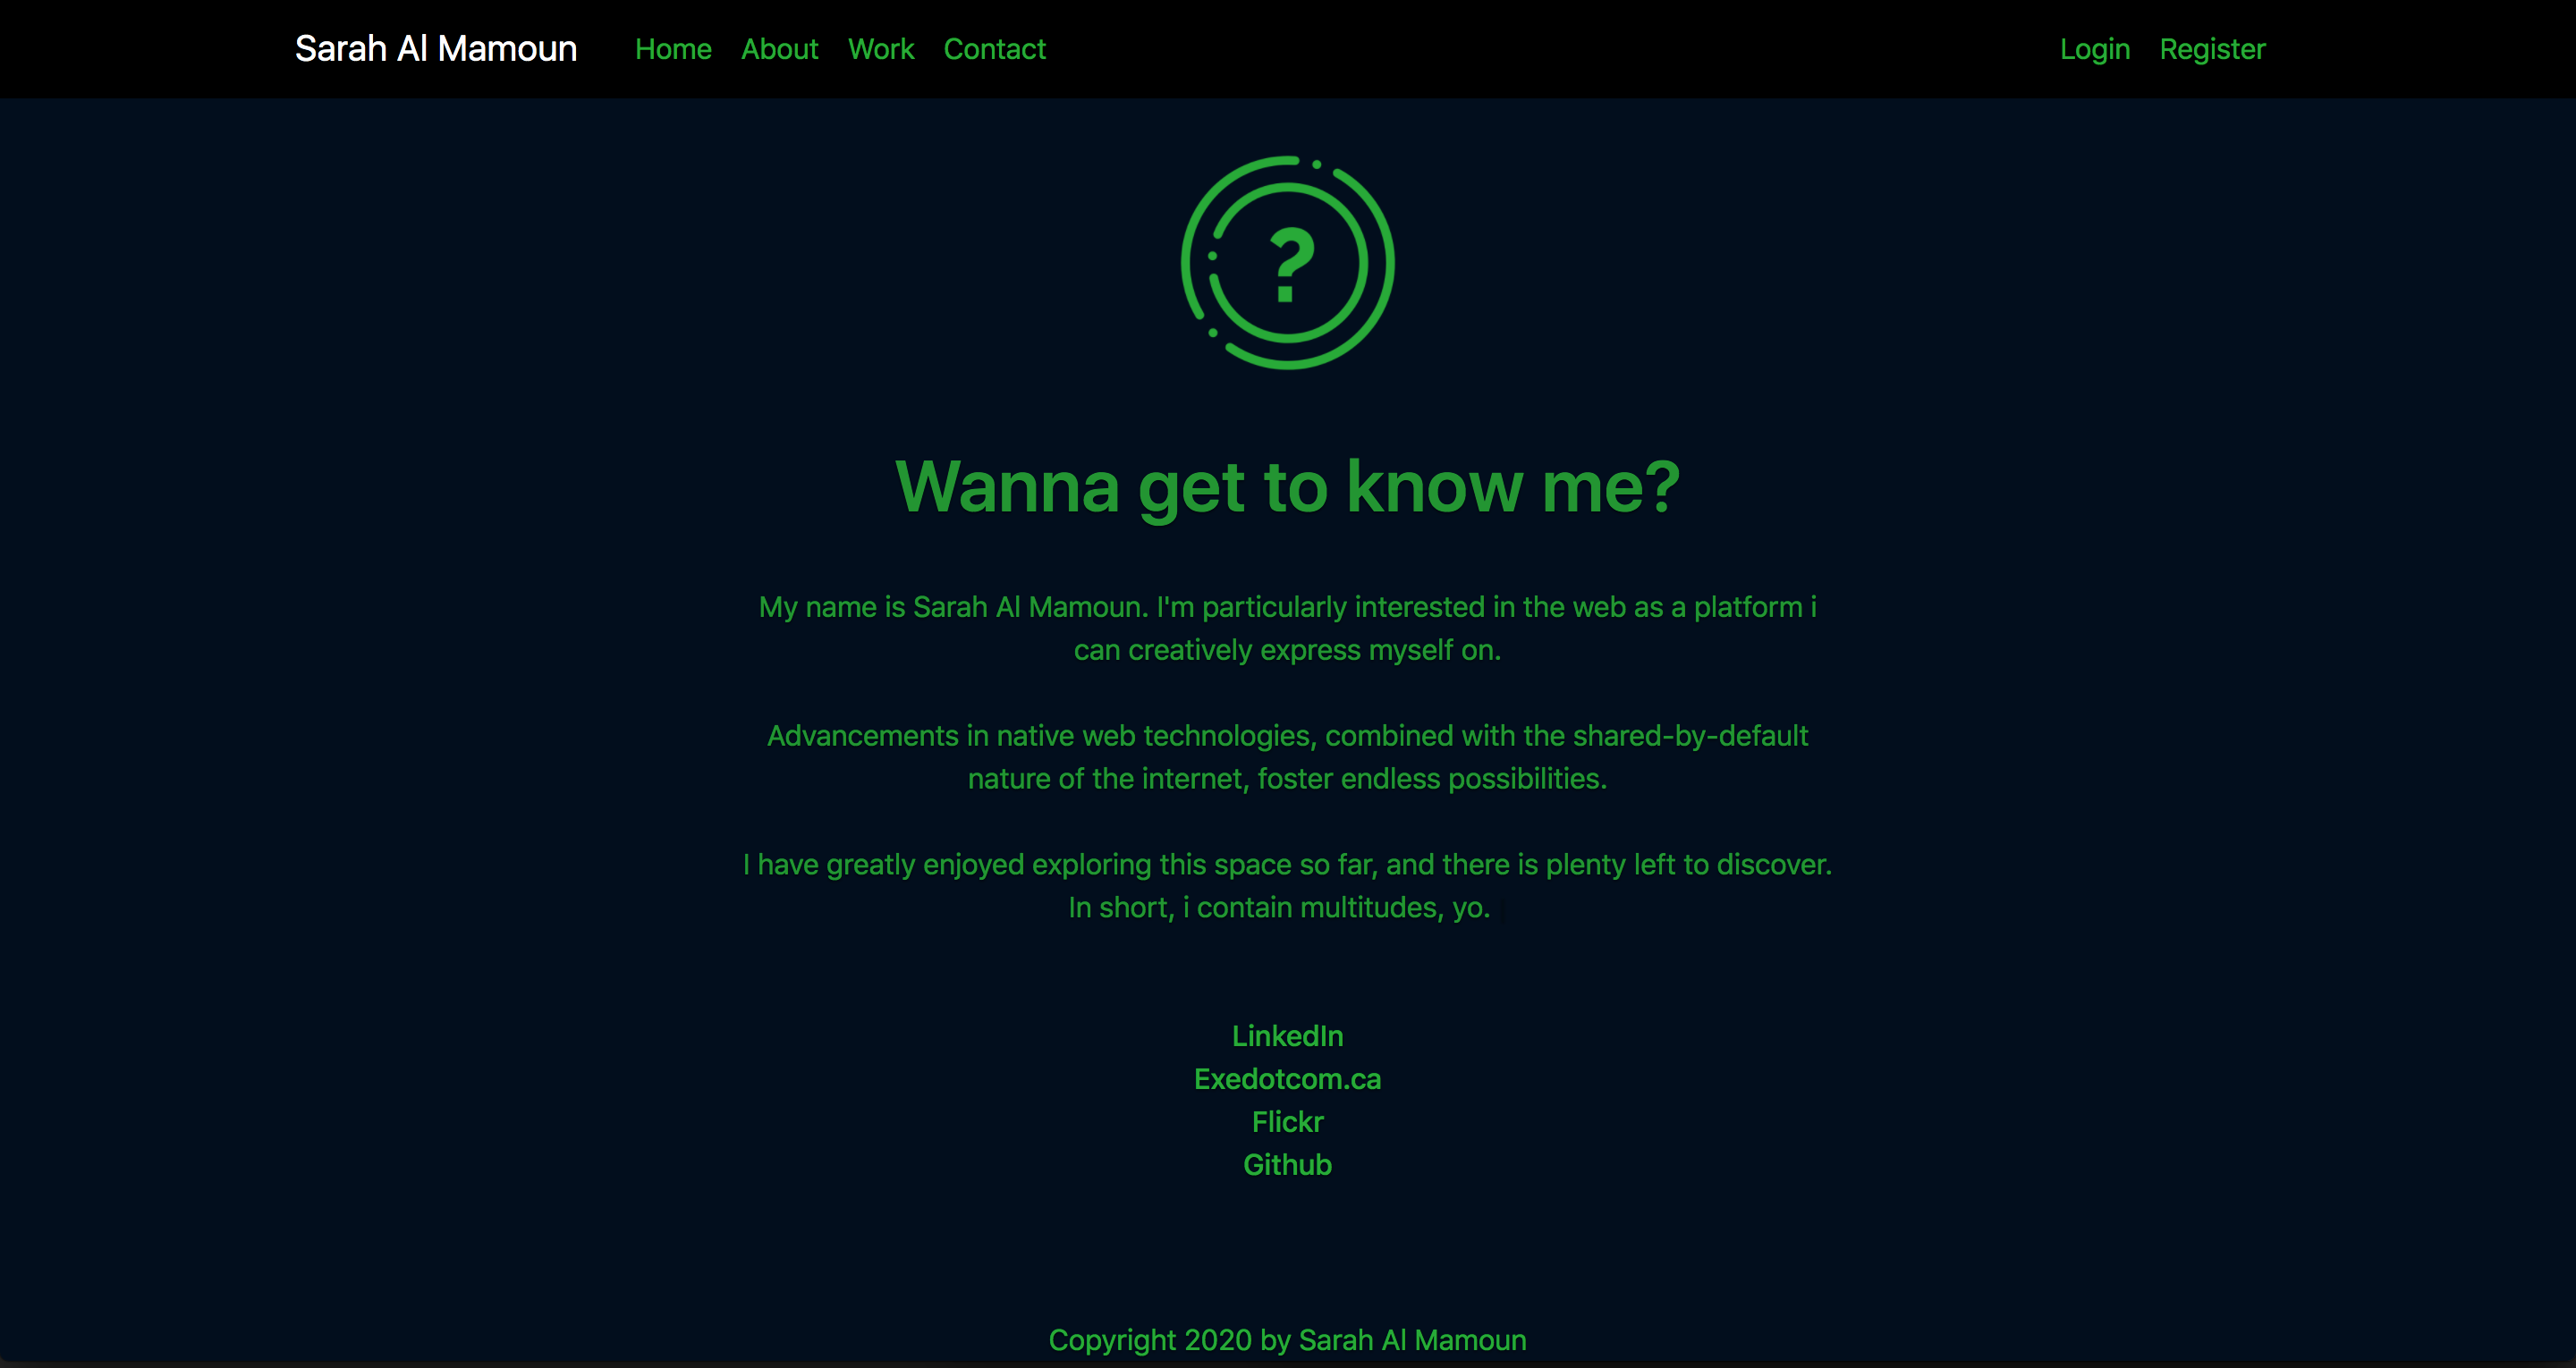 Sarah Al Mamoun Home About Work Contact Login Register
?
Wanna get to know me?
My name is Sarah Al Mamoun. I'm particularly interested in the web as a platform i
can creatively express myself on.
Advancements in native web technologies, combined with the shared-by-default
nature of the internet, foster endless possibilities.
I have greatly enjoyed exploring this space so far, and there is plenty left to discover.
In short, i contain multitudes, yo.
LinkedIn
Exedotcom.ca
Flickr
Github
Copyright 2020 by Sarah Al Mamoun